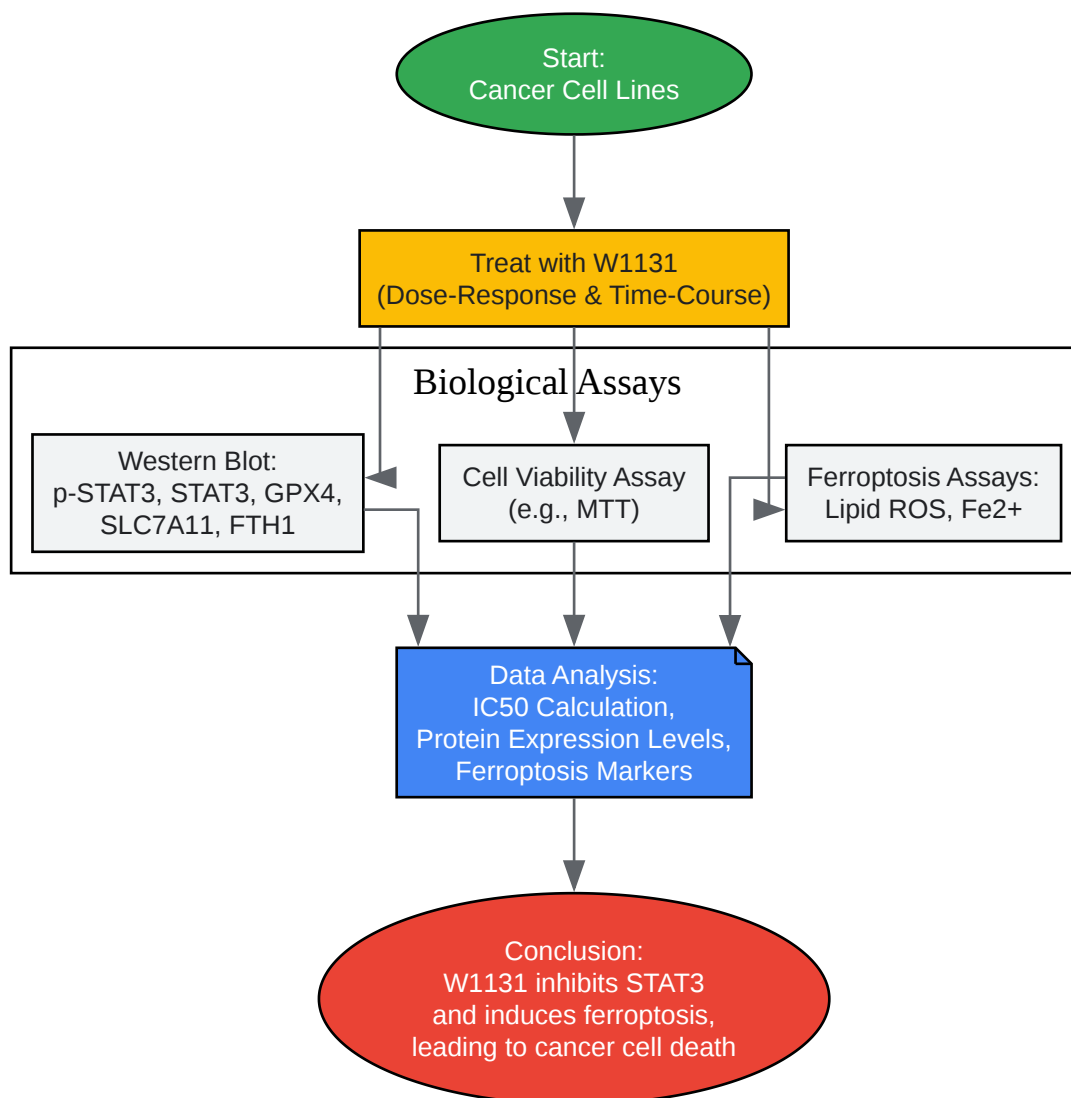 Start:
Cancer Cell Lines
Treat with W1131
(Dose-Response & Time-Course)
Biological Assays
Western Blot:
p-STAT3, STAT3, GPX4,
SLC7A11, FTH1
Cell Viability Assay
(e.g., MTT)
Ferroptosis Assays:
Lipid ROS, Fe2+
Data Analysis:
IC50 Calculation,
Protein Expression Levels,
Ferroptosis Markers
Conclusion:
W1131 inhibits STAT3
and induces ferroptosis,
leading to cancer cell death